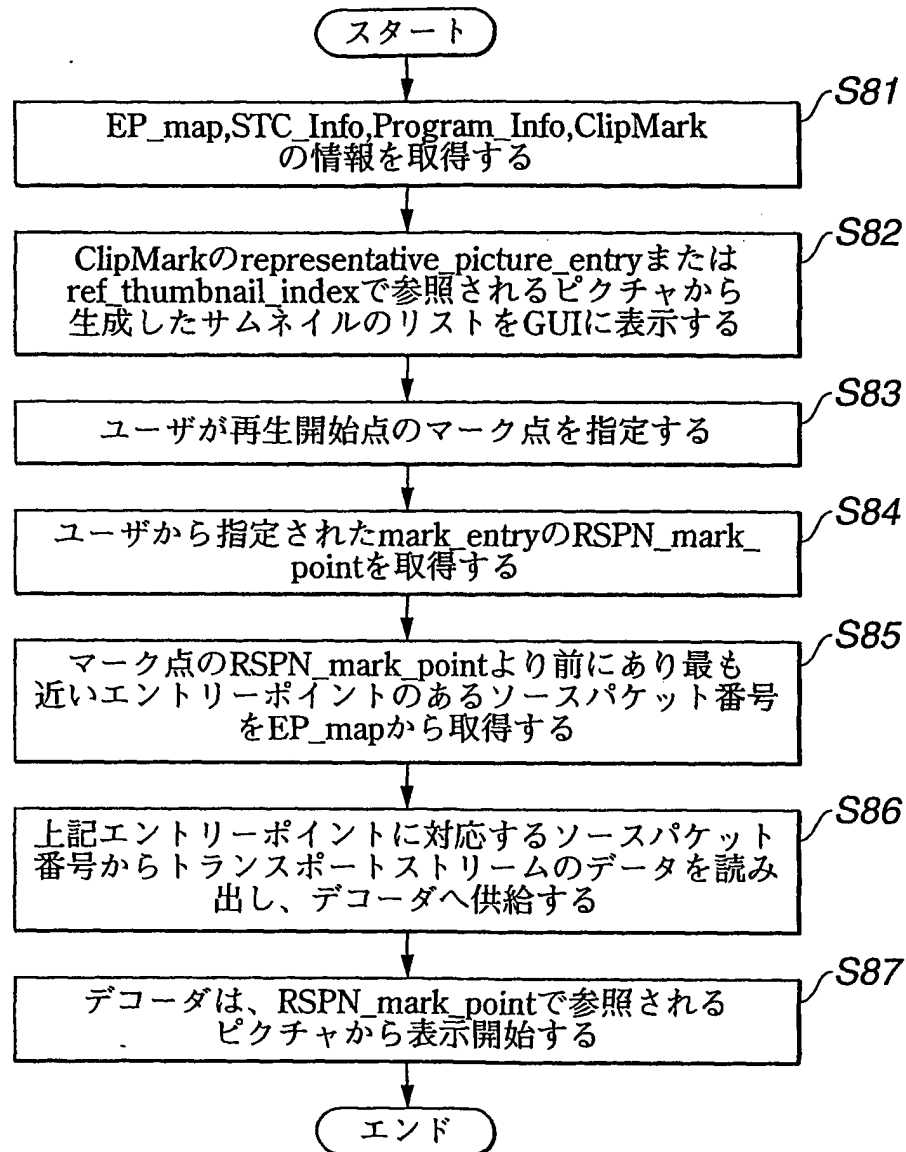 スタート
S81
EP_map,STC_Info,Program_Info,ClipMark
の情報を取得する
S82
ClipMarkのrepresentative_picture_entryまたは
ref_thumbnail_indexで参照されるピクチャから
生成したサムネイルのリストをGUIに表示する
S83
ユーザが再生開始点のマーク点を指定する
S84
ユーザから指定されたmark_entryのRSPN_mark_
pointを取得する
S85
マーク点のRSPN_mark_pointより前にあり最も
近いエントリーポイントのあるソースパケット番号
をEP_mapから取得する
S86
上記エントリーポイントに対応するソースパケット
番号からトランスポートストリームのデータを読み
出し、デコーダへ供給する
S87
デコーダは、RSPN_mark_pointで参照される
ピクチャから表示開始する
エンド